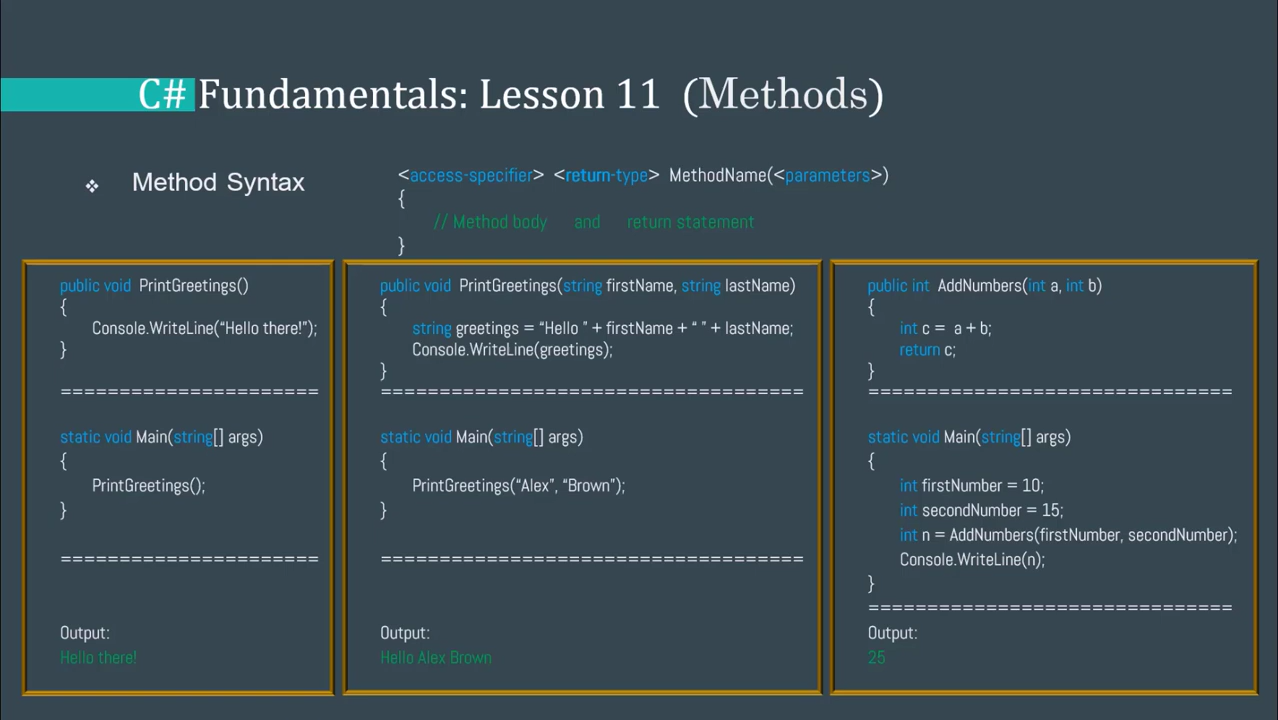 C# Fundamentals: Lesson 11 (Methods)
❖ Method Syntax
<access-specifier> <return-type> MethodName(<parameters>)
{
// Method body and return statement
}
public void PrintGreetings()
{
Console.WriteLine(“Hello there!”);
}
=====================
static void Main(string[] args)
{
PrintGreetings();
}
=====================
Output:
Hello there!
public void PrintGreetings(string firstName, string lastName)
{
string greetings = “Hello ” + firstName + “ ” + lastName;
Console.WriteLine(greetings);
}
==================================
static void Main(string[] args)
{
PrintGreetings(“Alex”, “Brown”);
}
==================================
Output:
Hello Alex Brown
public int AddNumbers(int a, int b)
{
int c = a + b;
return c;
}
=============================
static void Main(string[] args)
{
int firstNumber = 10;
int secondNumber = 15;
int n = AddNumbers(firstNumber, secondNumber);
Console.WriteLine(n);
}
=============================
Output:
25